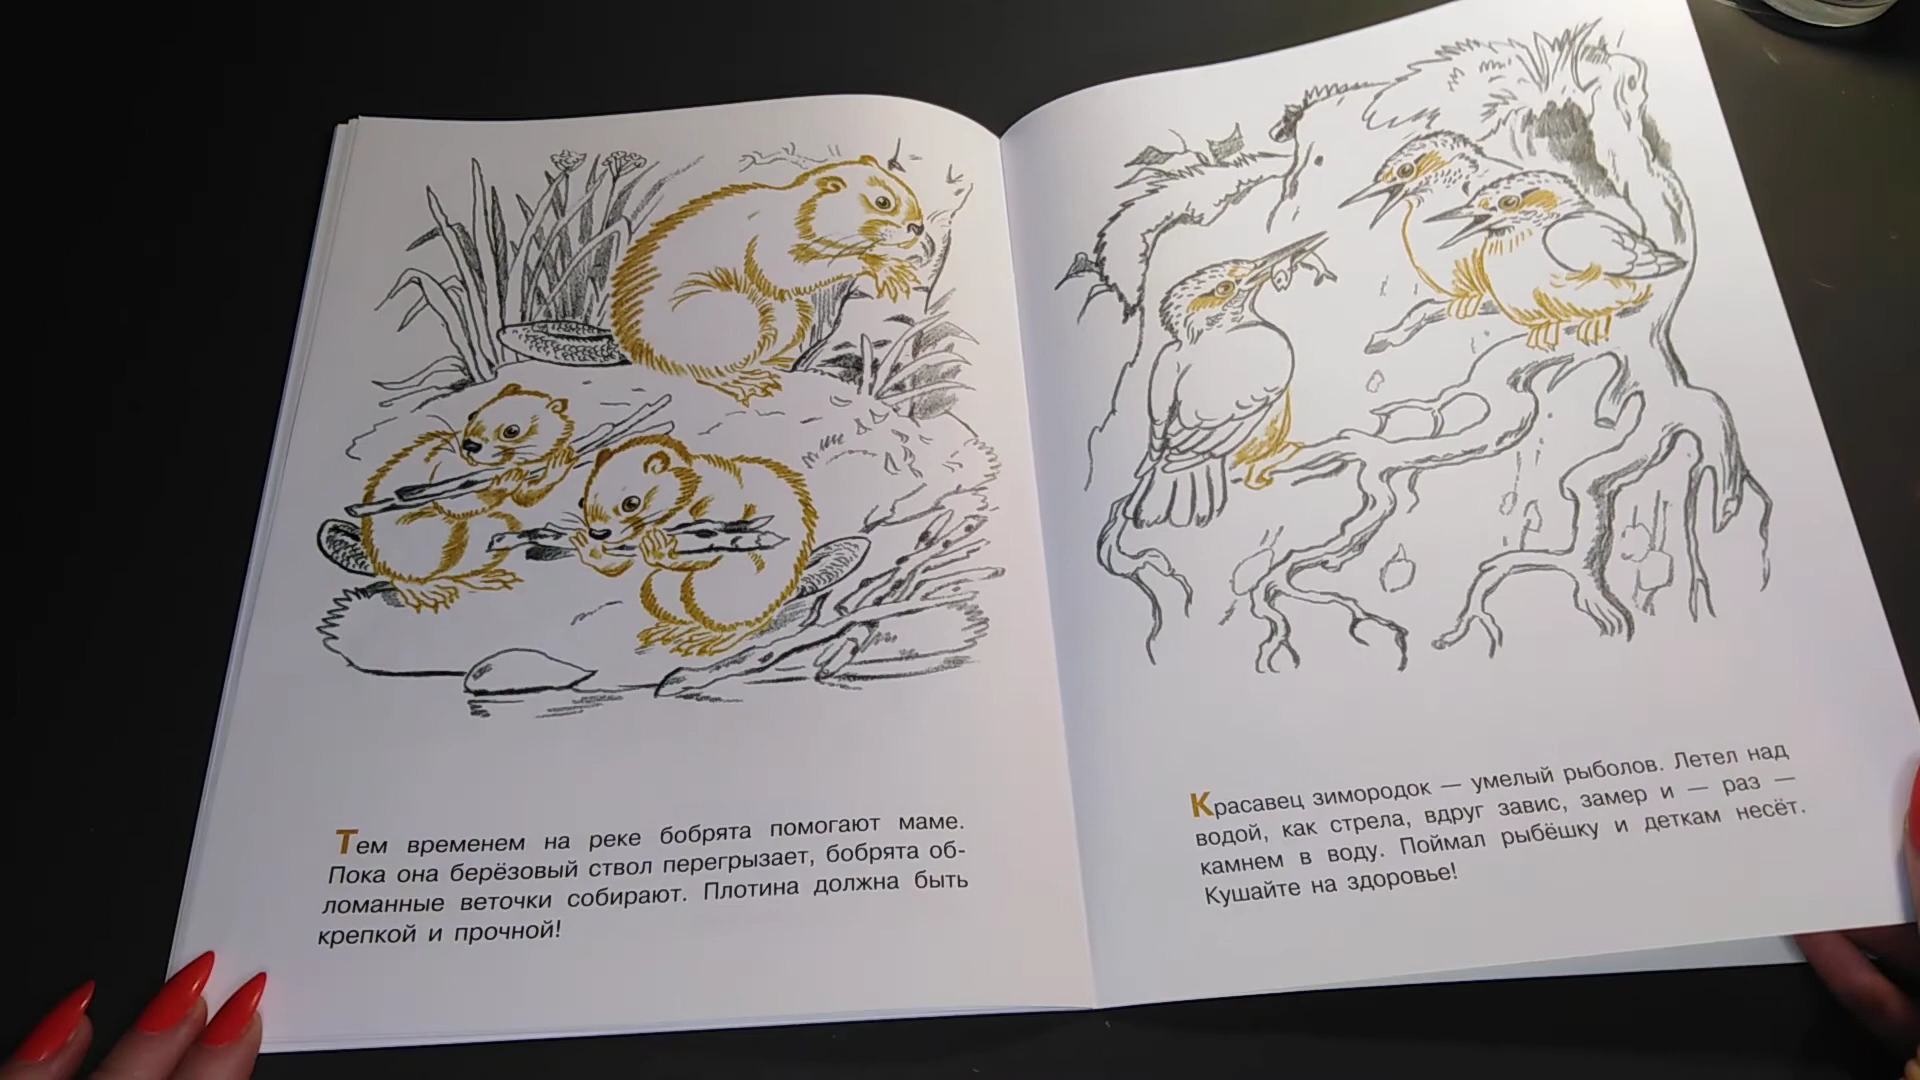 Тем временем на реке бобрята помогают маме.
Пока она берёзовый ствол перегрызает, бобрята об-
ломанные веточки собирают. Плотина должна быть
крепкой и прочной!
Красавец зимородок — умелый рыболов. Летел над
водой, как стрела, вдруг завис, замер и — раз —
камнем в воду. Поймал рыбёшку и деткам несёт.
Кушайте на здоровье!